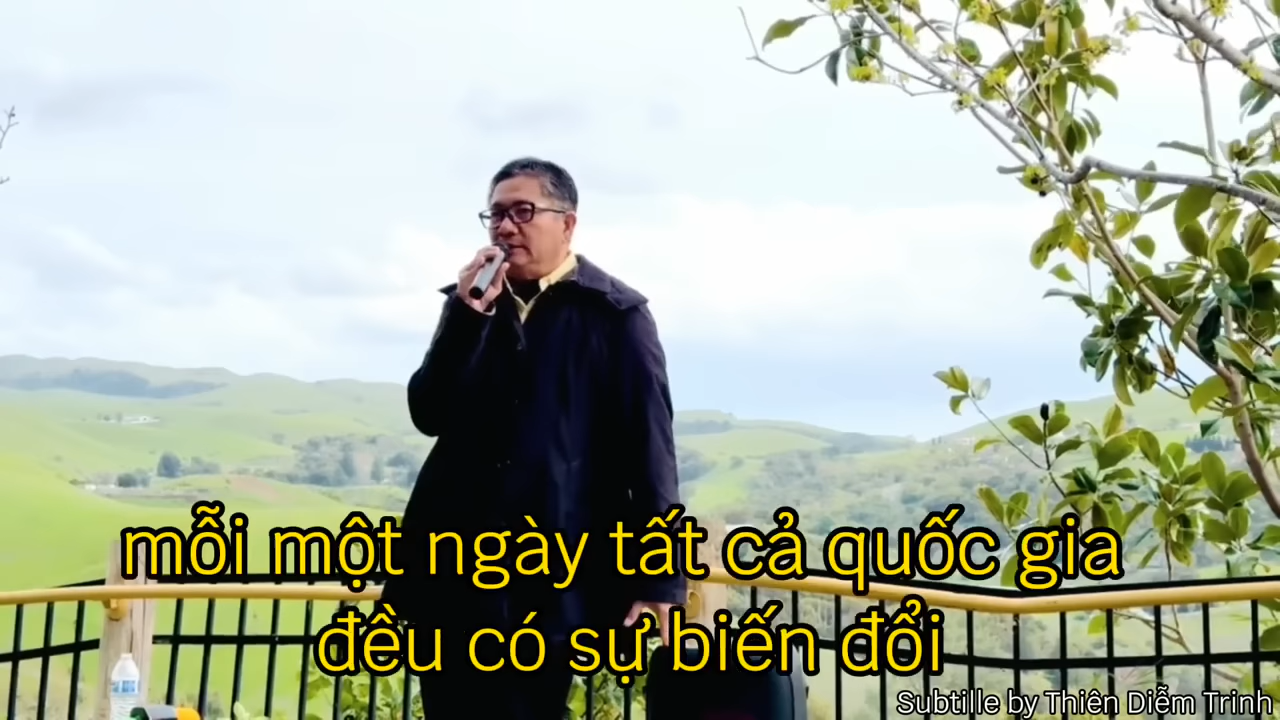 mỗi một ngày tất cả quốc gia
đều có sự biến đổi
Subtille by Thiên Diễm Trinh